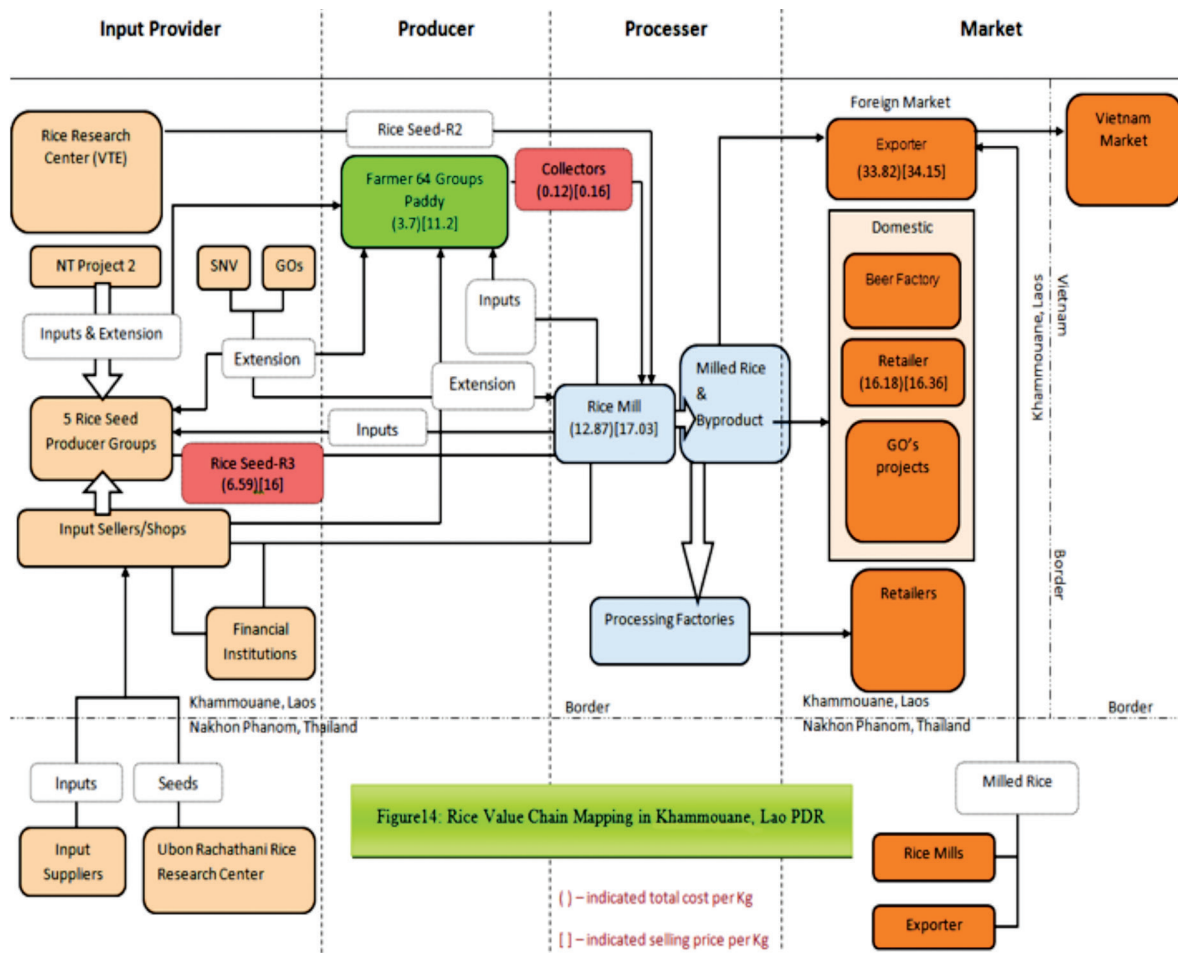 Input Provider
Producer
Processer
Market
Rice Research
Center (VTE)
Rice Seed-R2
Farmer 64 Groups
Paddy
(3.7)[11.2]
Collectors
(0.12)[0.16]
Foreign Market
Exporter
(33.82)[34.15]
Vietnam
Market
NT Project 2
SNV
GOs
Inputs & Extension
Extension
Inputs
Extension
Domestic
Beer Factory
Retailer
(16.18)[16.36]
GO's
projects
Khammouane, Laos
Vietnam
Border
5 Rice Seed
Producer Groups
Inputs
Rice Seed-R3
(6.59)[16]
Rice Mill
(12.87)[17.03]
Milled Rice
&
Byproduct
Input Sellers/Shops
Financial
Institutions
Processing Factories
Retailers
Khammouane, Laos
Nakhon Phanom, Thailand
Border
Khammouane, Laos
Nakhon Phanom, Thailand
Border
Inputs
Seeds
Input
Suppliers
Ubon Rachathani Rice
Research Center
Figure14: Rice Value Chain Mapping in Khammouane, Lao PDR
( ) – indicated total cost per Kg
[ ] – indicated selling price per Kg
Milled Rice
Rice Mills
Exporter